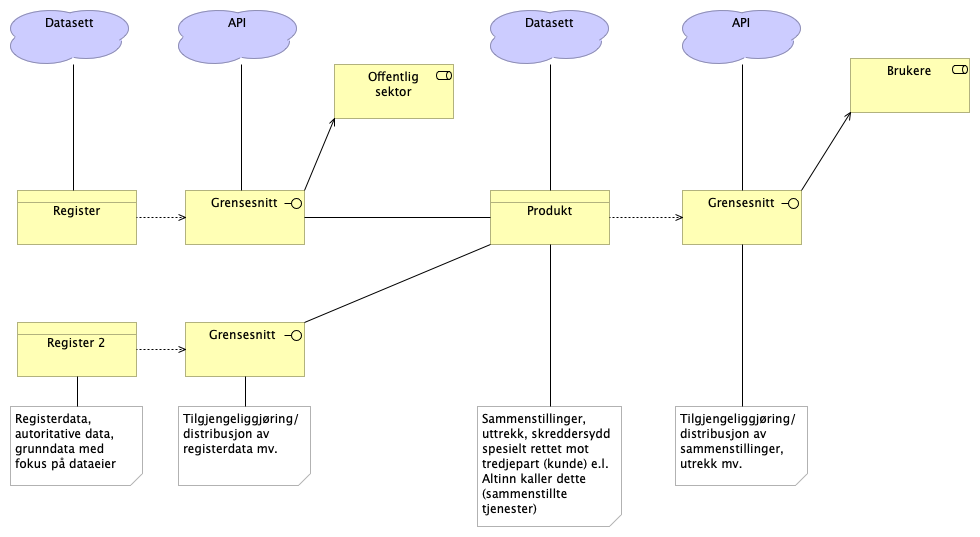 Datasett
API
Datasett
API
Offentlig
sektor
Brukere
Register
Grensesnitt
Produkt
Grensesnitt
Register 2
Grensesnitt
Registerdata,
autoritative data,
grunndata med
fokus på dataeier
Tilgjengeliggjøring/
distribusjon av
registerdata mv.
Sammenstillinger,
uttrekk, skreddersydd
spesielt rettet mot
tredjepart (kunde) e.l.
Altinn kaller dette
(sammenstillte
tjenester)
Tilgjengeliggjøring/
distribusjon av
sammenstillinger,
utrekk mv.